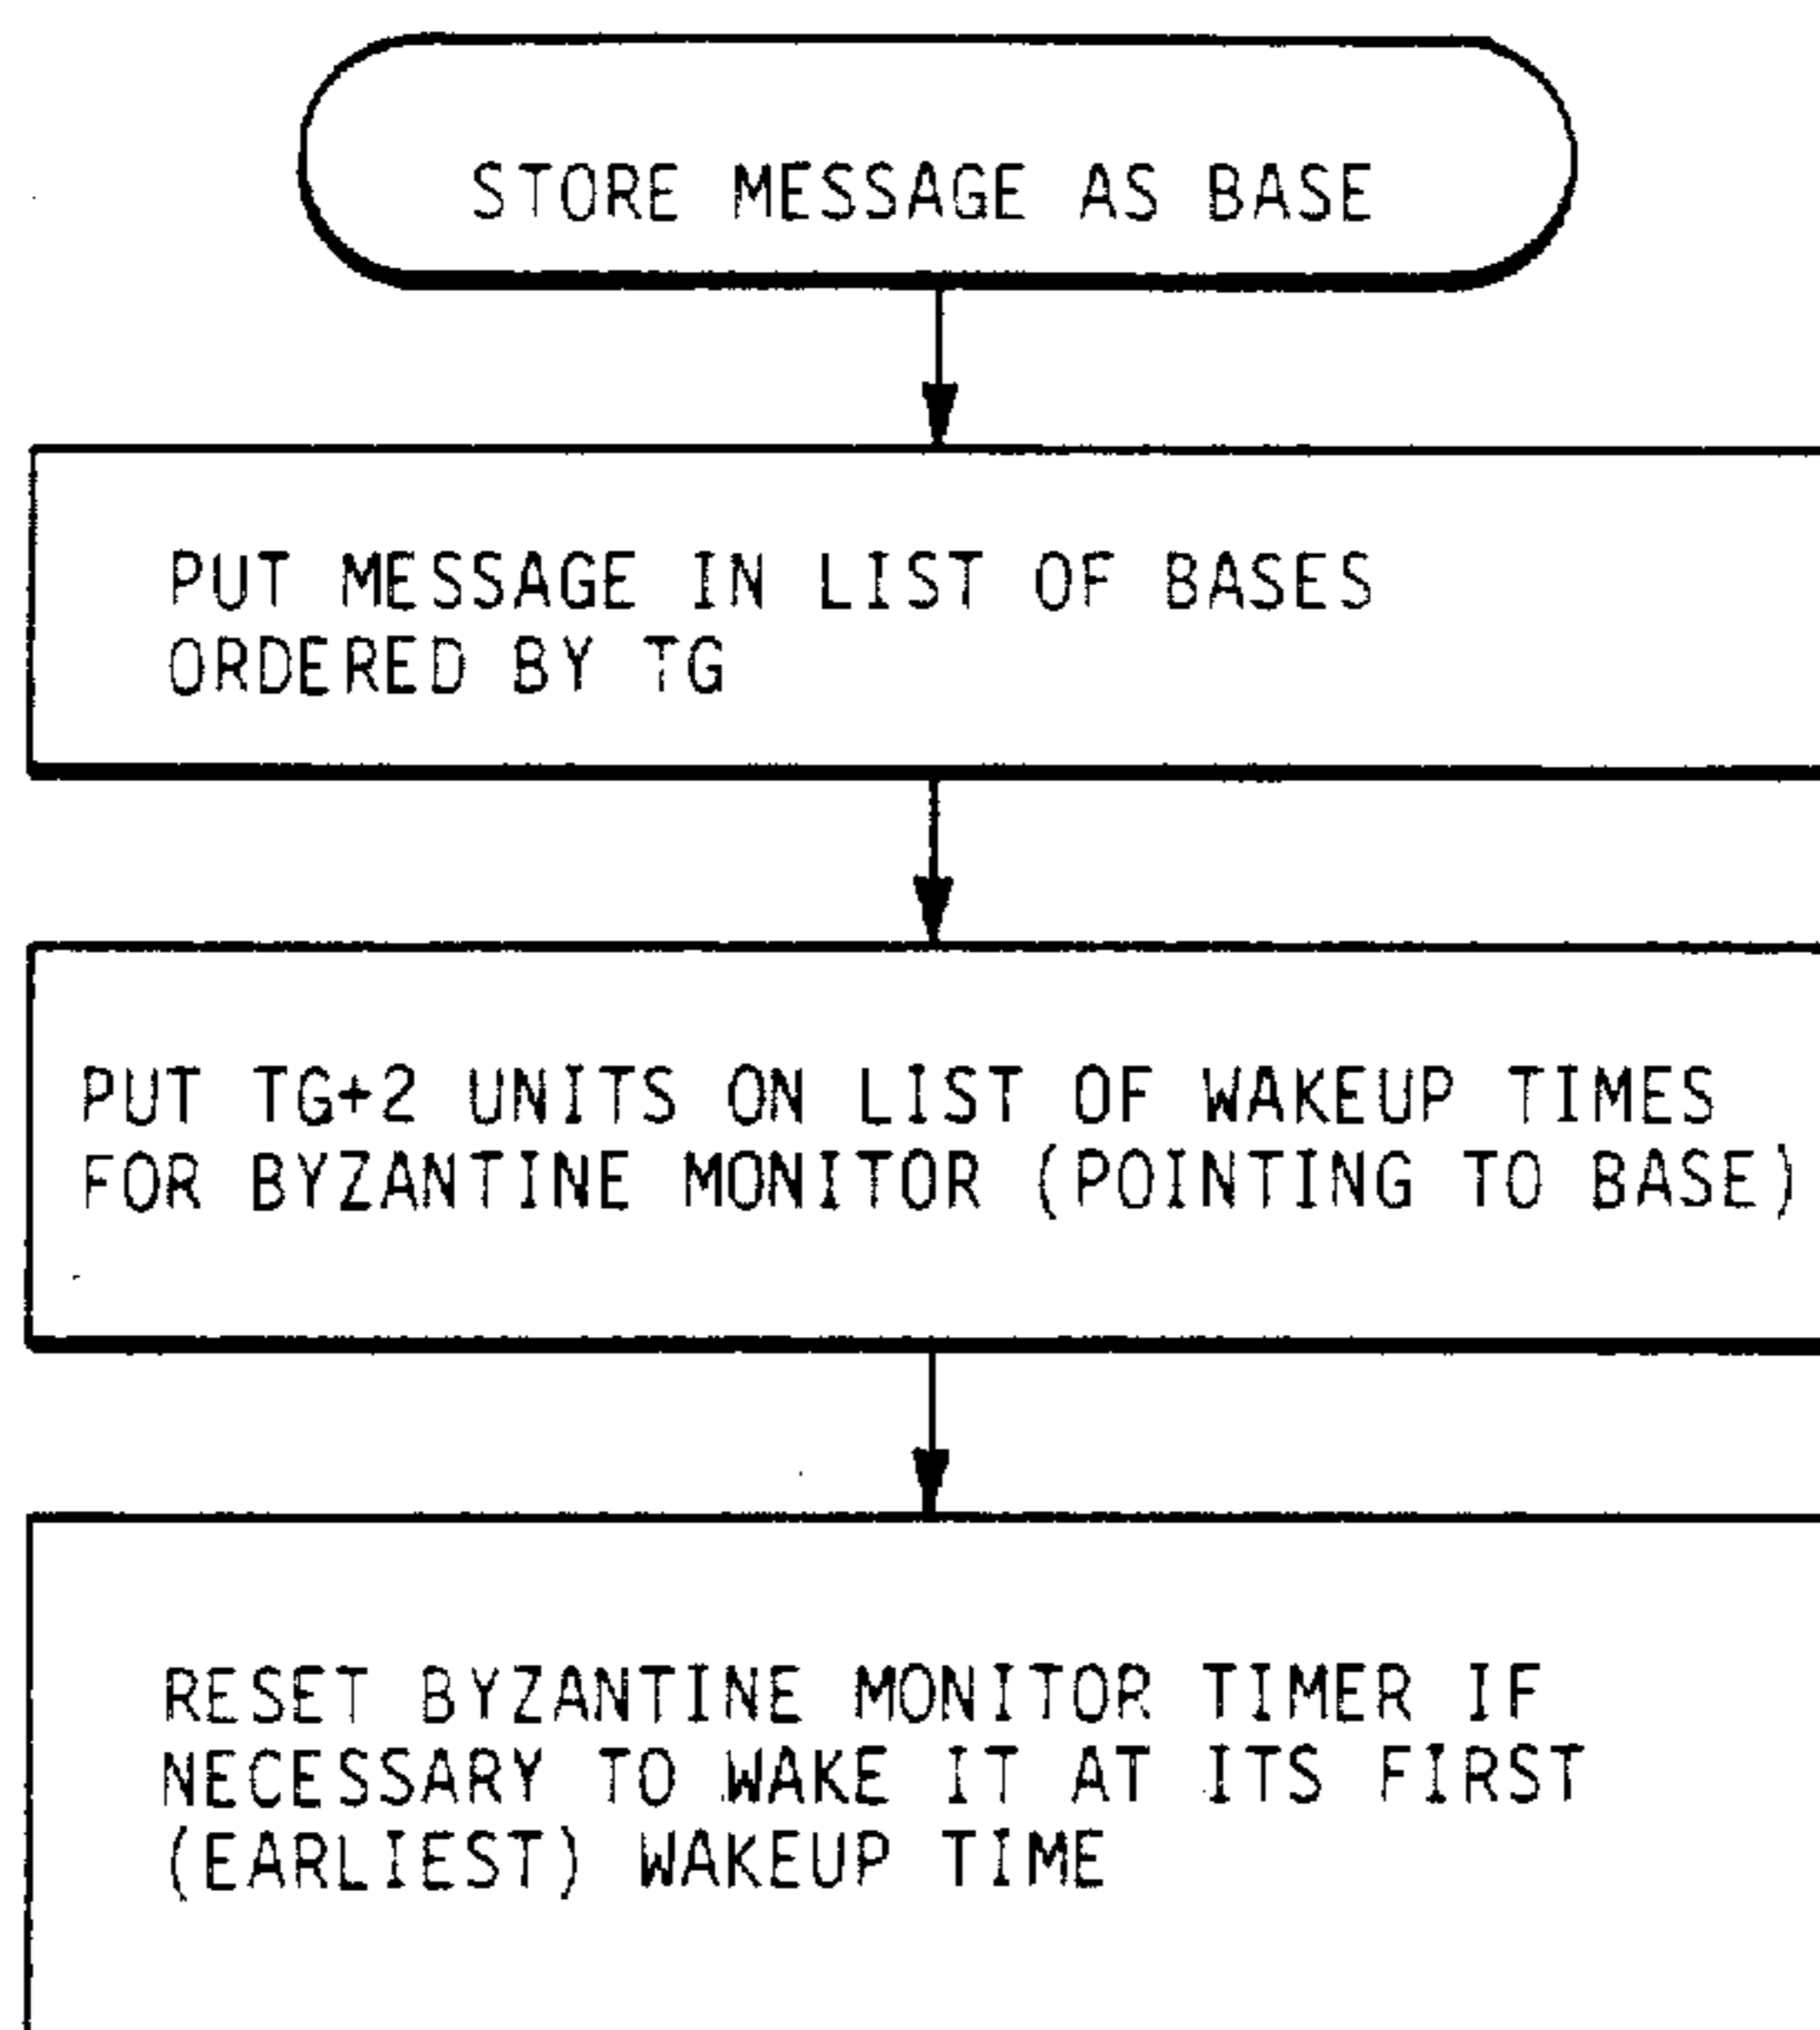 STORE MESSAGE AS BASE
PUT MESSAGE IN LIST OF BASES
ORDERED BY TG
PUT TG+2 UNITS ON LIST OF WAKEUP TIMES
FOR BYZANTINE MONITOR (POINTING TO BASE)
RESET BYZANTINE MONITOR TIMER IF
NECESSARY TO WAKE IT AT ITS FIRST
(EARLIEST) WAKEUP TIME